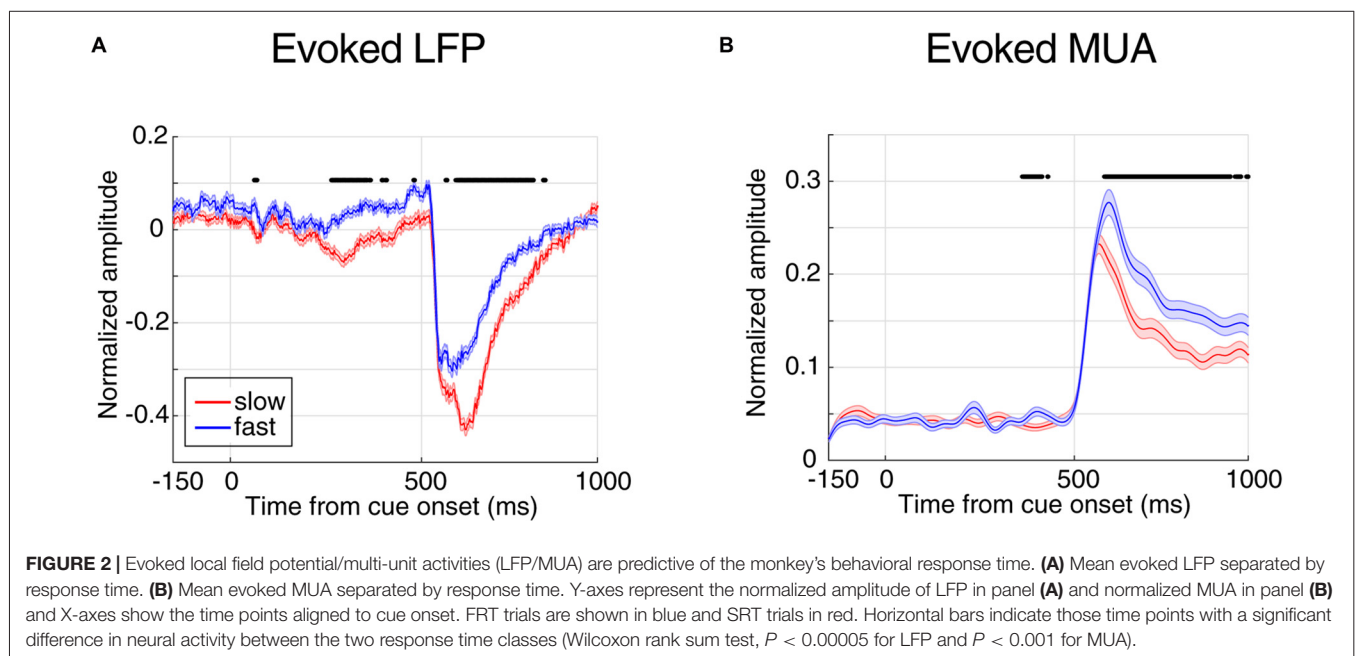 A Evoked LFP
B Evoked MUA
0.2
0.1
0
-0.2
-0.4
Normalized amplitude
slow
fast
-150 0 500 1000
Time from cue onset (ms)
0.3
0.2
0.1
0
Normalized amplitude
-150 0 500 1000
Time from cue onset (ms)
FIGURE 2 | Evoked local field potential/multi-unit activities (LFP/MUA) are predictive of the monkey's behavioral response time. (A) Mean evoked LFP separated by
response time. (B) Mean evoked MUA separated by response time. Y-axes represent the normalized amplitude of LFP in panel (A) and normalized MUA in panel (B)
and X-axes show the time points aligned to cue onset. FRT trials are shown in blue and SRT trials in red. Horizontal bars indicate those time points with a significant
difference in neural activity between the two response time classes (Wilcoxon rank sum test, P < 0.00005 for LFP and P < 0.001 for MUA).